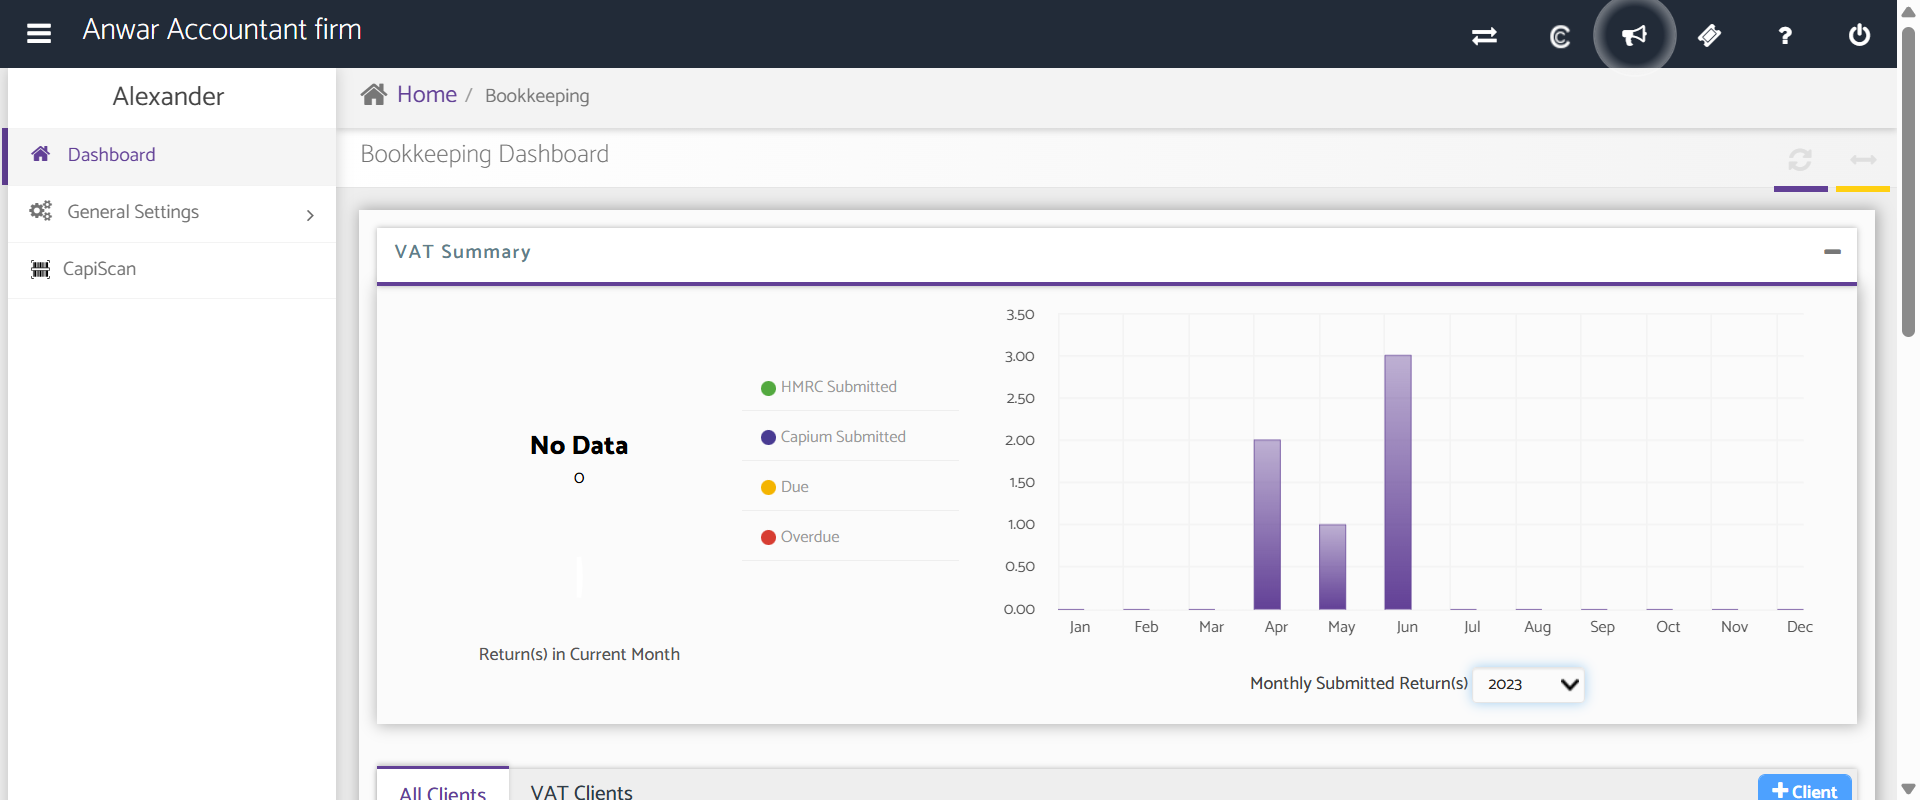 Anwar Accountant firm
Alexander
Dashboard
General Settings
CapiScan
Home / Bookkeeping
Bookkeeping Dashboard
VAT Summary
No Data
0
Return(s) in Current Month
HMRC Submitted
Capium Submitted
Due
Overdue
3.50
3.00
2.50
2.00
1.50
1.00
0.50
0.00
Jan Feb Mar Apr May Jun Jul Aug Sep Oct Nov Dec
Monthly Submitted Return(s) 2023
All Clients VAT Clients + Client